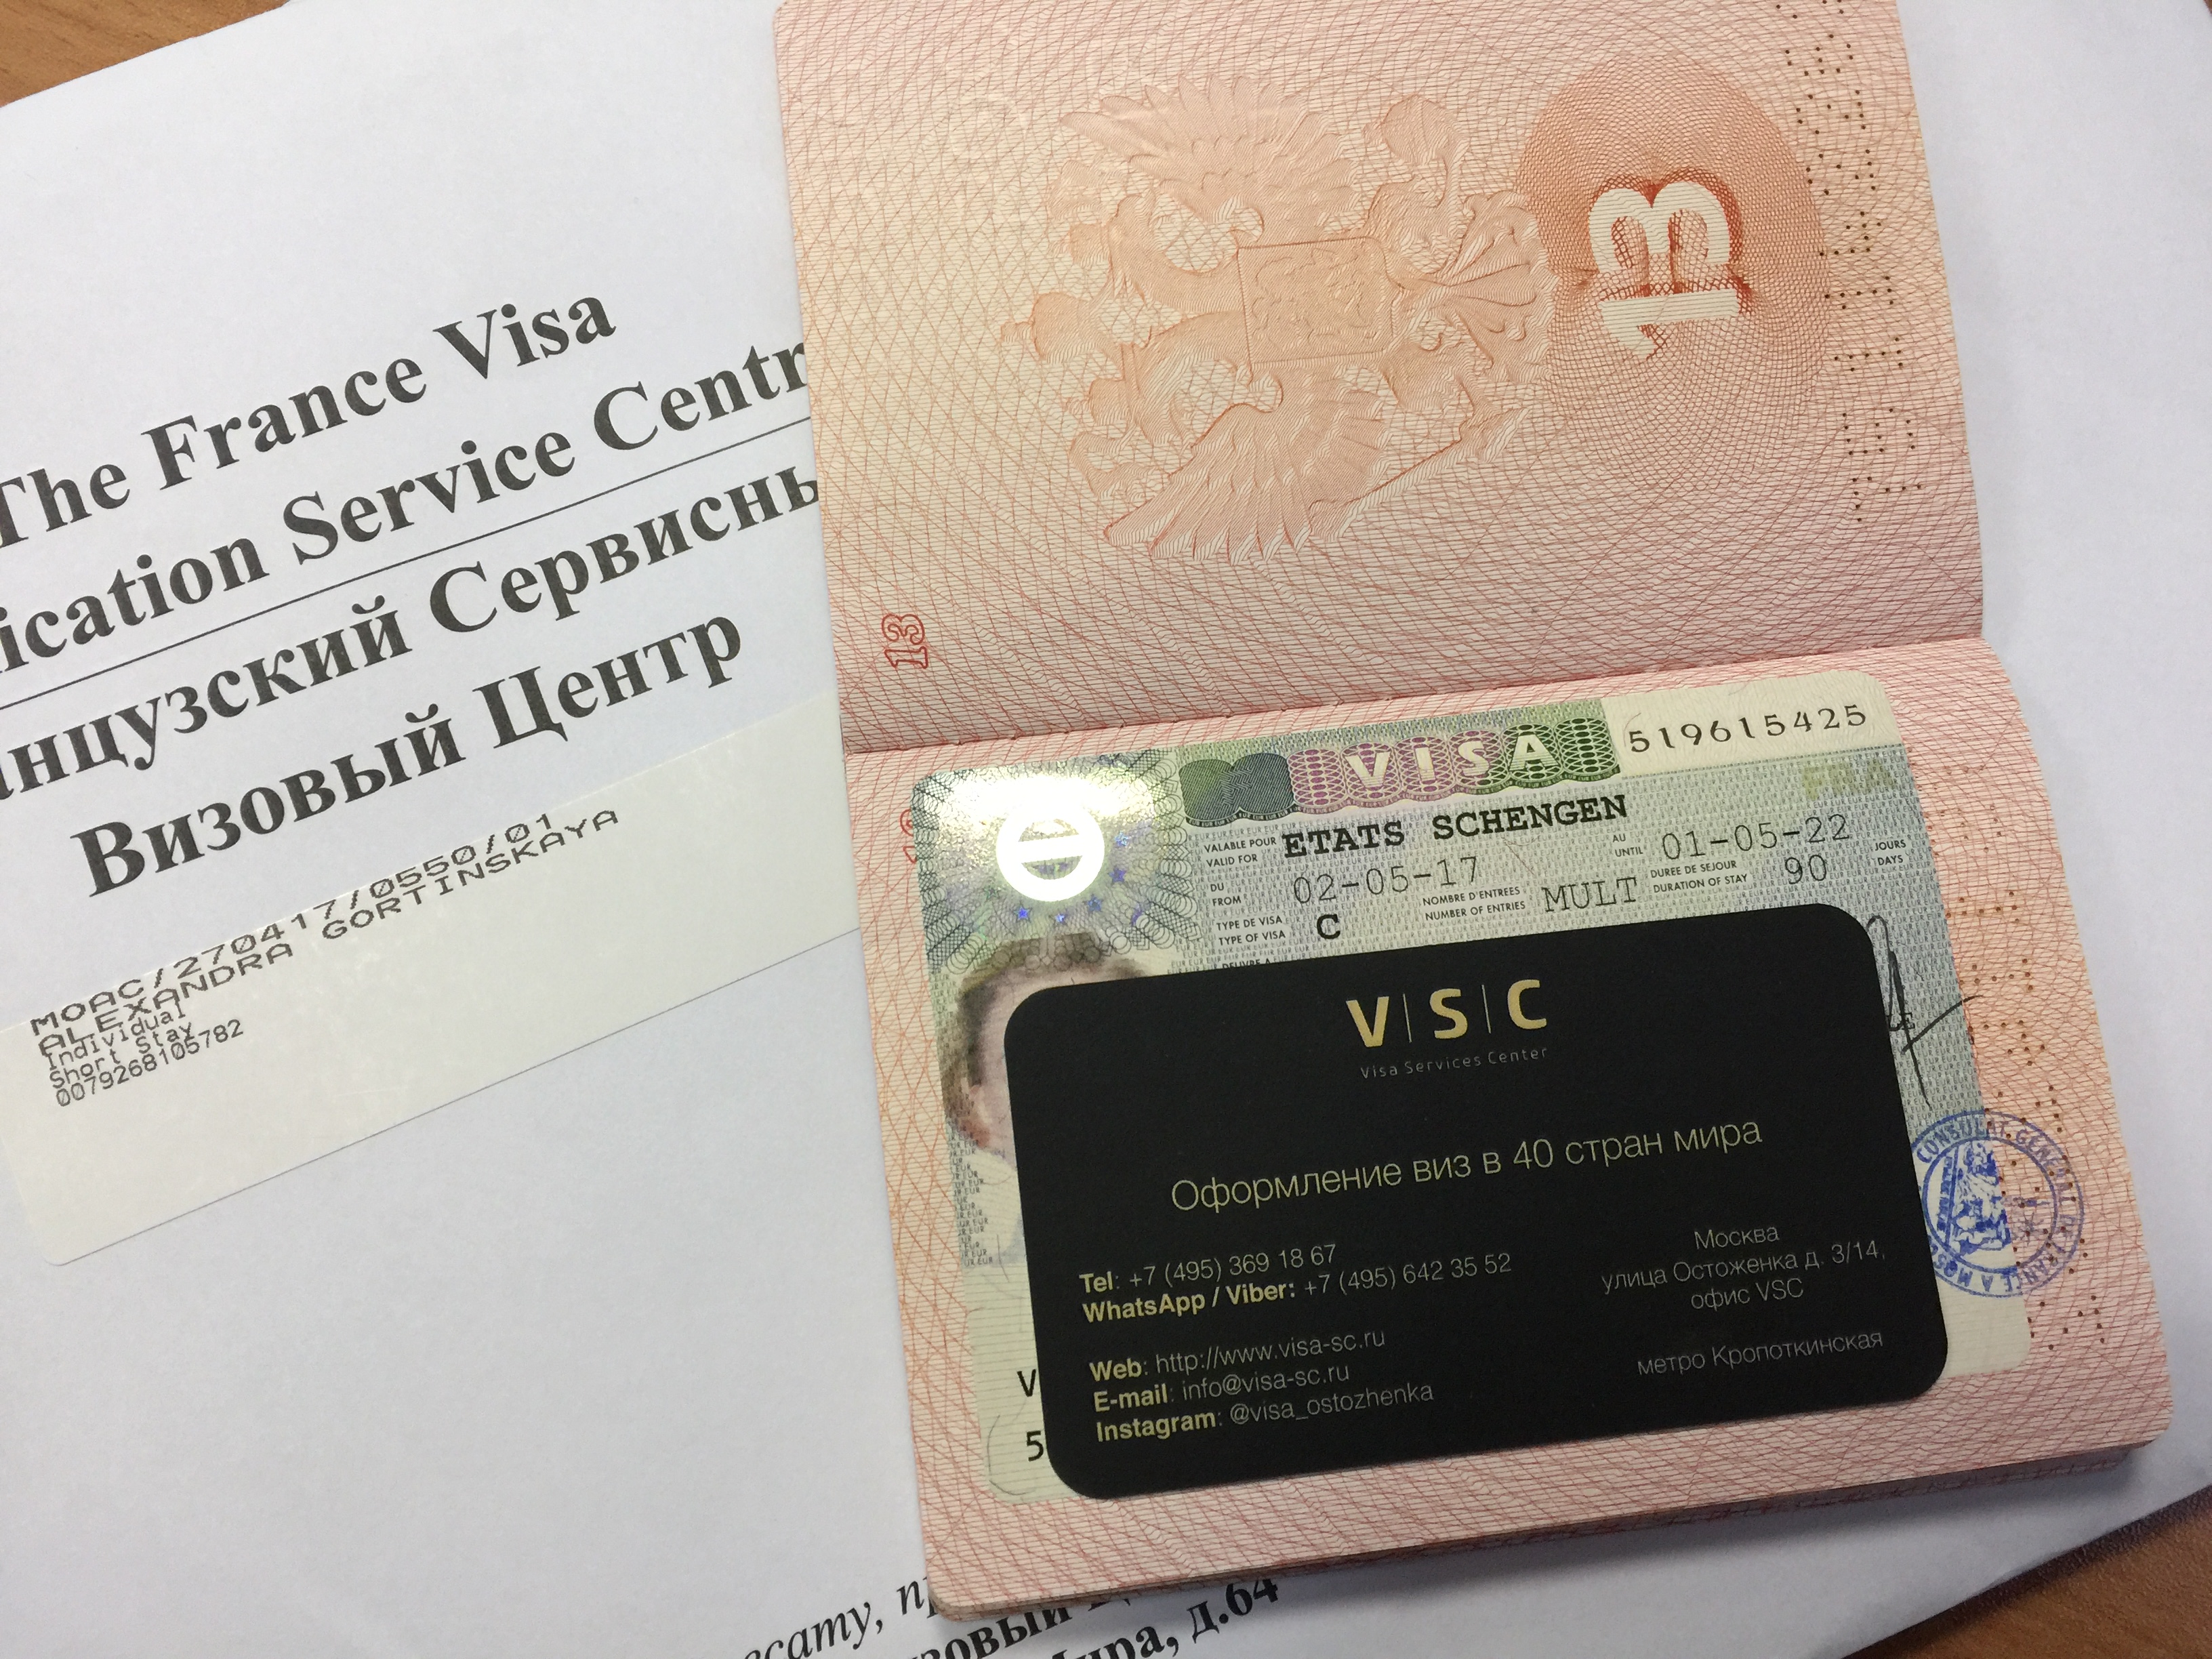 The France Visa
ication Service Centr
нцузский Сервисны
Визовый Центр
MOAC/270417/0550/01
ALEXANDRA GORTINSKAYA
Individual
Short Stay
0079268105782
13
13
VISA
519615425
FRA
VALABLE POUR
VALID FOR
ETATS SCHENGEN
DU
FROM
02-05-17
AU
UNTIL
01-05-22
TYPE DE VISA
TYPE OF VISA
C
NOMBRE D'ENTREES
NUMBER OF ENTRIES
MULT
DUREE DE SEJOUR
DURATION OF STAY
90
JOURS
DAYS
V|S|C
Visa Services Center
Оформление виз в 40 стран мира
Tel: +7 (495) 369 18 67
WhatsApp / Viber: +7 (495) 642 35 52
Web: http://www.visa-sc.ru
E-mail: info@visa-sc.ru
Instagram: @visa_ostozhenka
Москва
улица Остоженка д. 3/14,
офис VSC
метро Кропоткинская
CONSULAT GENERAL DE FRANCE A MOSC
V
5
д.64